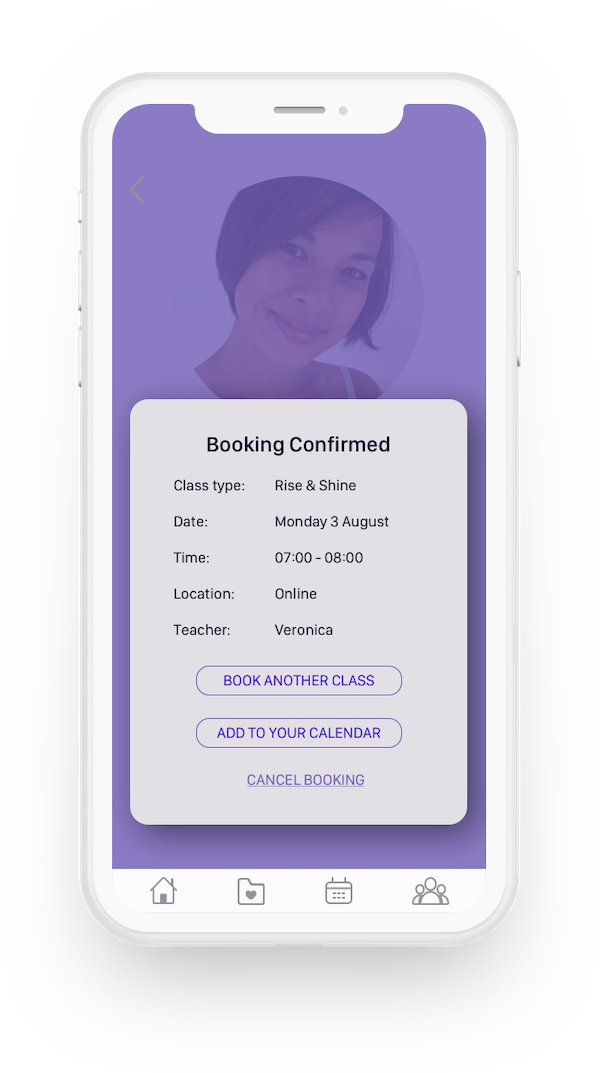 Booking Confirmed
Class type: Rise & Shine
Date: Monday 3 August
Time: 07:00 - 08:00
Location: Online
Teacher: Veronica
BOOK ANOTHER CLASS
ADD TO YOUR CALENDAR
CANCEL BOOKING